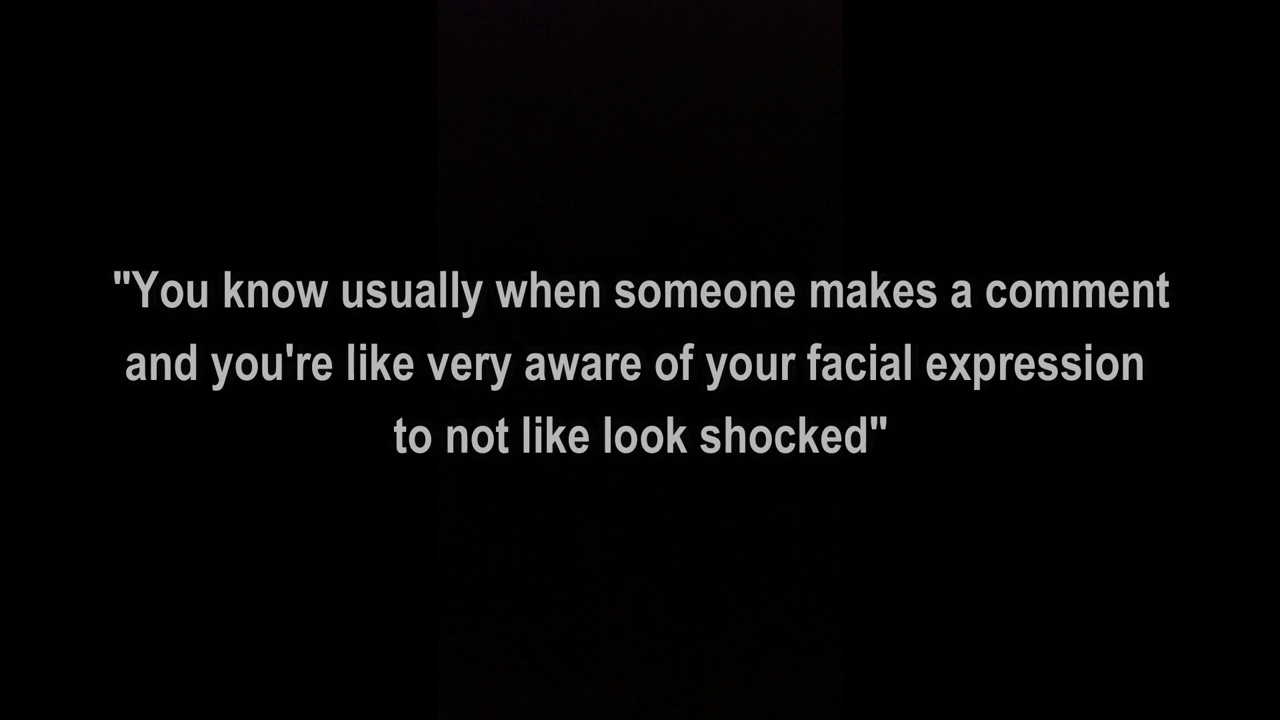 "You know usually when someone makes a comment
and you're like very aware of your facial expression
to not like look shocked"